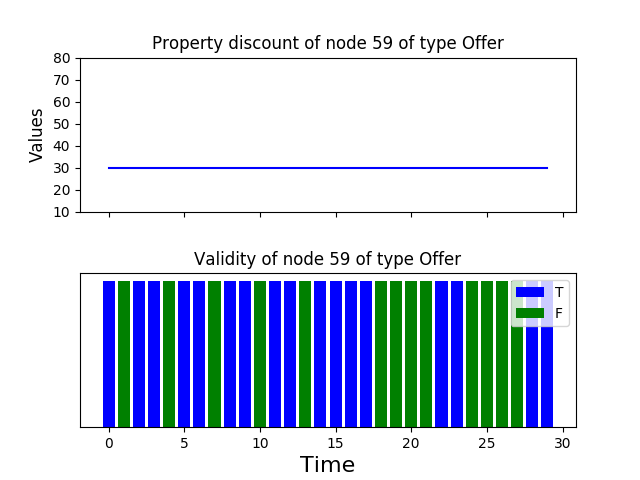 Property discount of node 59 of type Offer
80
70
60
50
40
30
20
10
Values
Validity of node 59 of type Offer
T
F
0 5 10 15 20 25 30
Time